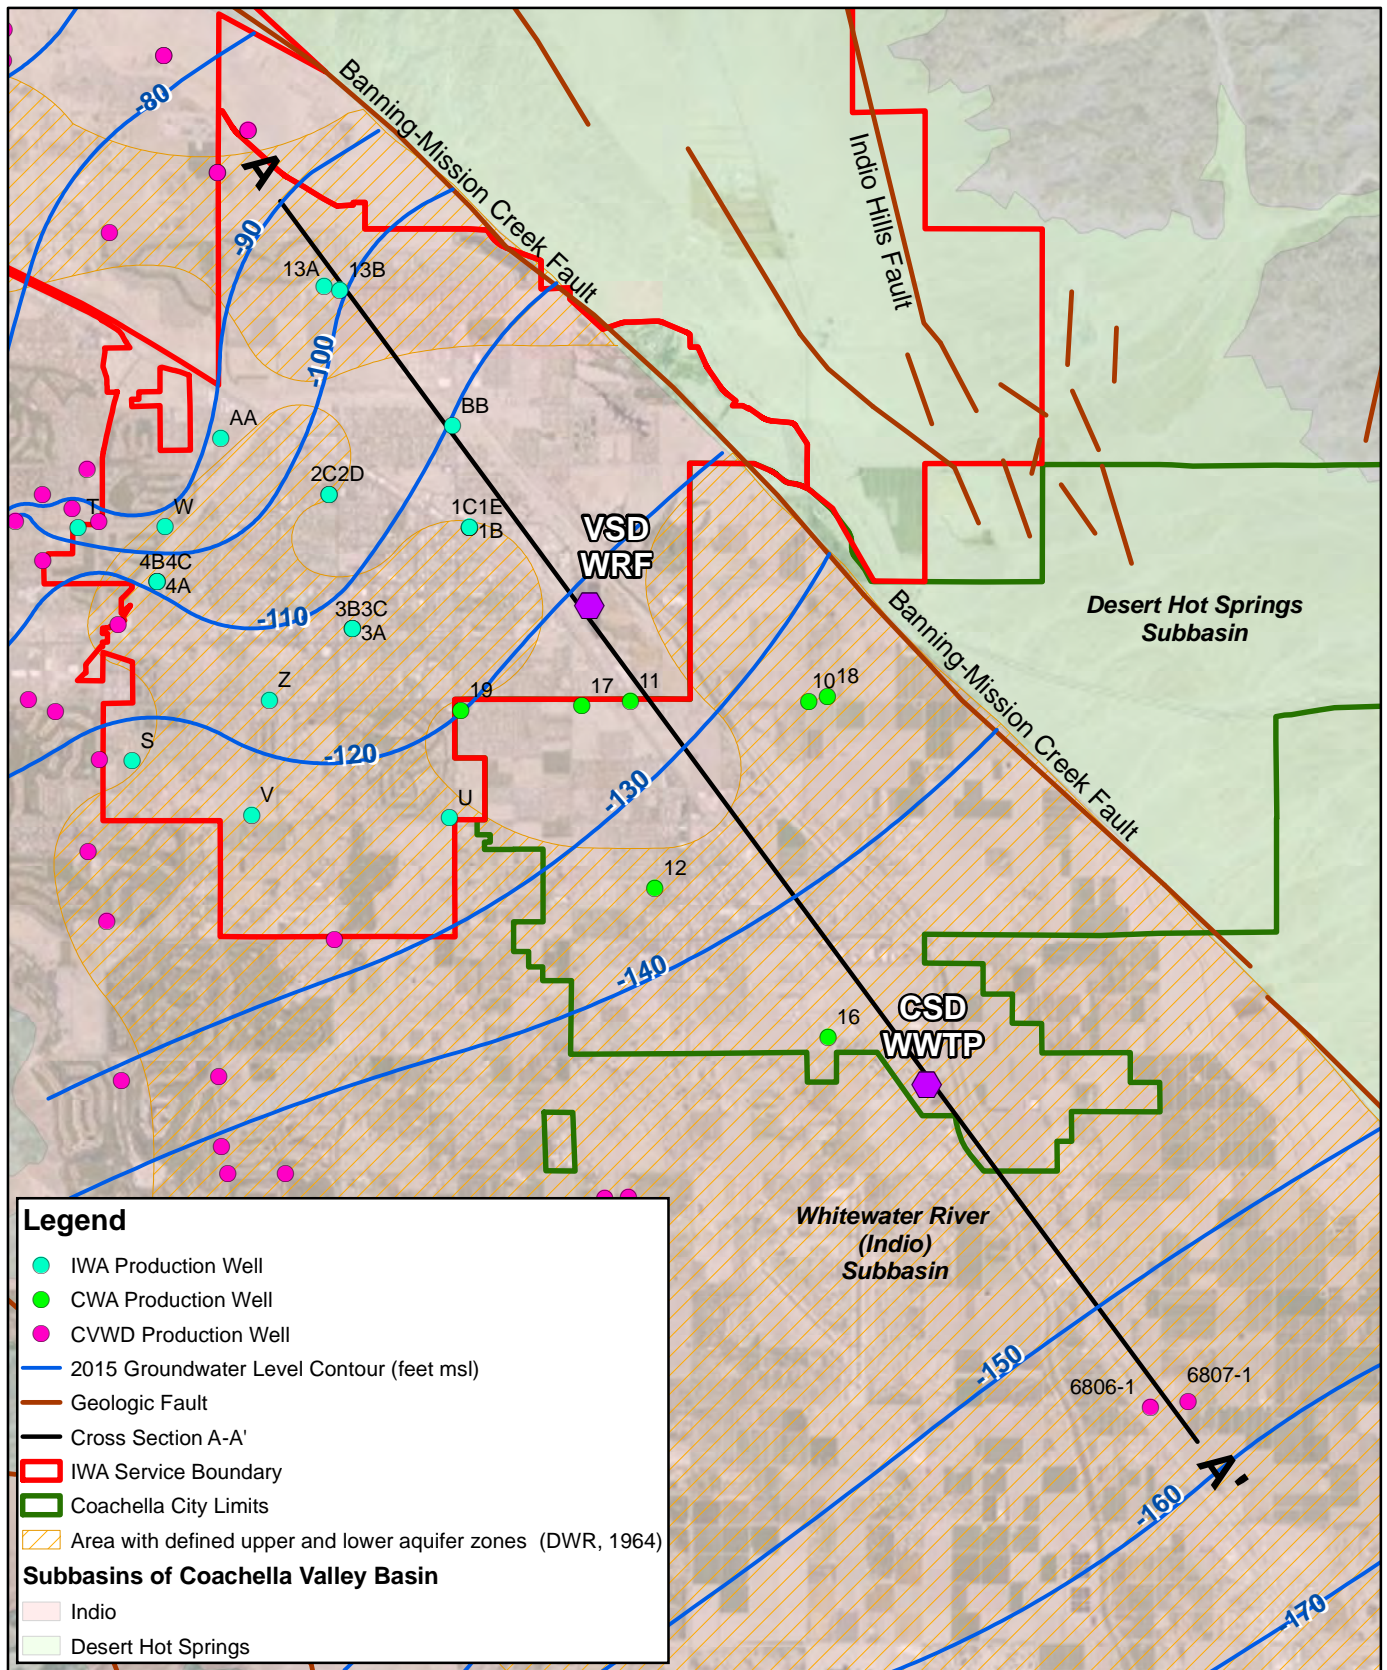 -80
Banning-Mission Creek Fault
A
Indio Hills Fault
-90
13A
13B
-100
AA
BB
2C2D
T
W
1C1E
1B
VSD
WRF
4B4C
4A
-110
3B3C
3A
Desert Hot Springs
Subbasin
Banning-Mission Creek Fault
Z
19
17
11
10
18
S
-120
-130
V
U
12
-140
CSD
WWTP
16
Whitewater River
(Indio)
Subbasin
-150
6806-1
6807-1
A'
-160
-170
Legend
IWA Production Well
CWA Production Well
CVWD Production Well
2015 Groundwater Level Contour (feet msl)
Geologic Fault
Cross Section A-A'
IWA Service Boundary
Coachella City Limits
Area with defined upper and lower aquifer zones (DWR, 1964)
Subbasins of Coachella Valley Basin
Indio
Desert Hot Springs